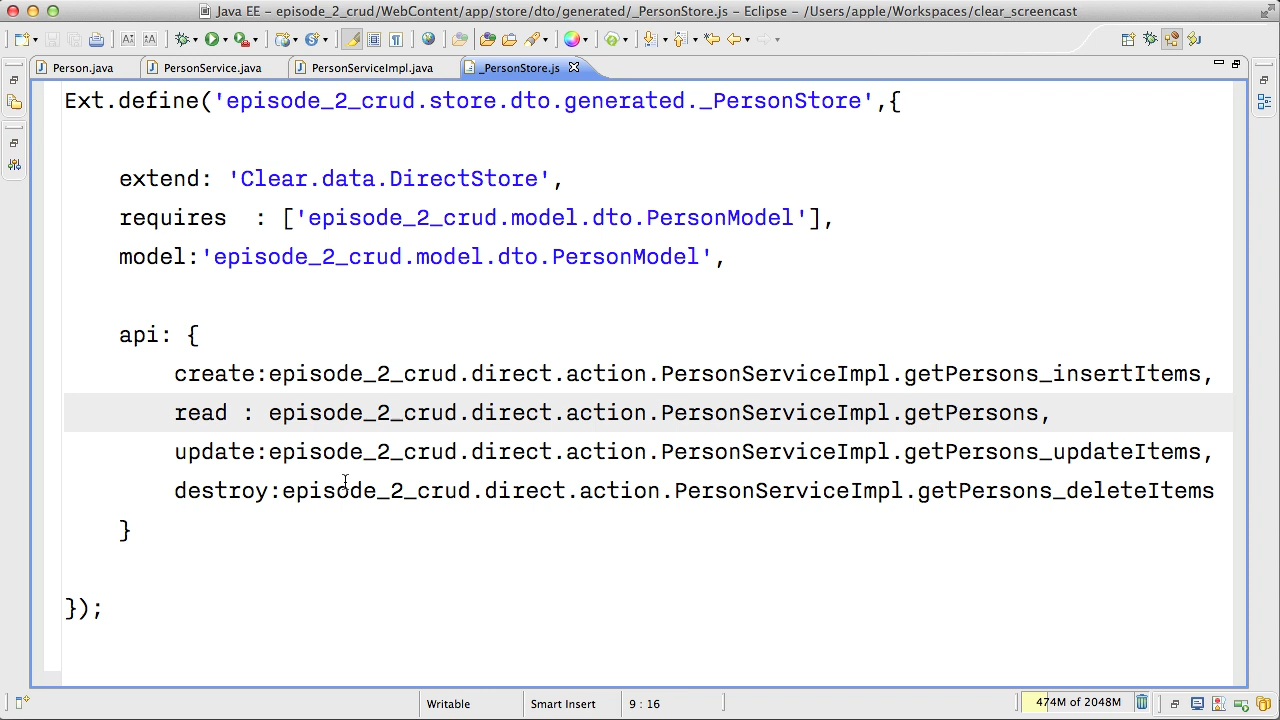 Java EE – episode_2_crud/WebContent/app/store/dto/generated/_PersonStore.js – Eclipse – /Users/apple/Workspaces/clear_screencast
Person.java PersonService.java PersonServiceImpl.java _PersonStore.js
Ext.define('episode_2_crud.store.dto.generated._PersonStore',{
extend: 'Clear.data.DirectStore',
requires : ['episode_2_crud.model.dto.PersonModel'],
model:'episode_2_crud.model.dto.PersonModel',
api: {
create:episode_2_crud.direct.action.PersonServiceImpl.getPersons_insertItems,
read : episode_2_crud.direct.action.PersonServiceImpl.getPersons,
update:episode_2_crud.direct.action.PersonServiceImpl.getPersons_updateItems,
destroy:episode_2_crud.direct.action.PersonServiceImpl.getPersons_deleteItems
}
});
Writable Smart Insert 9 : 16 474M of 2048M